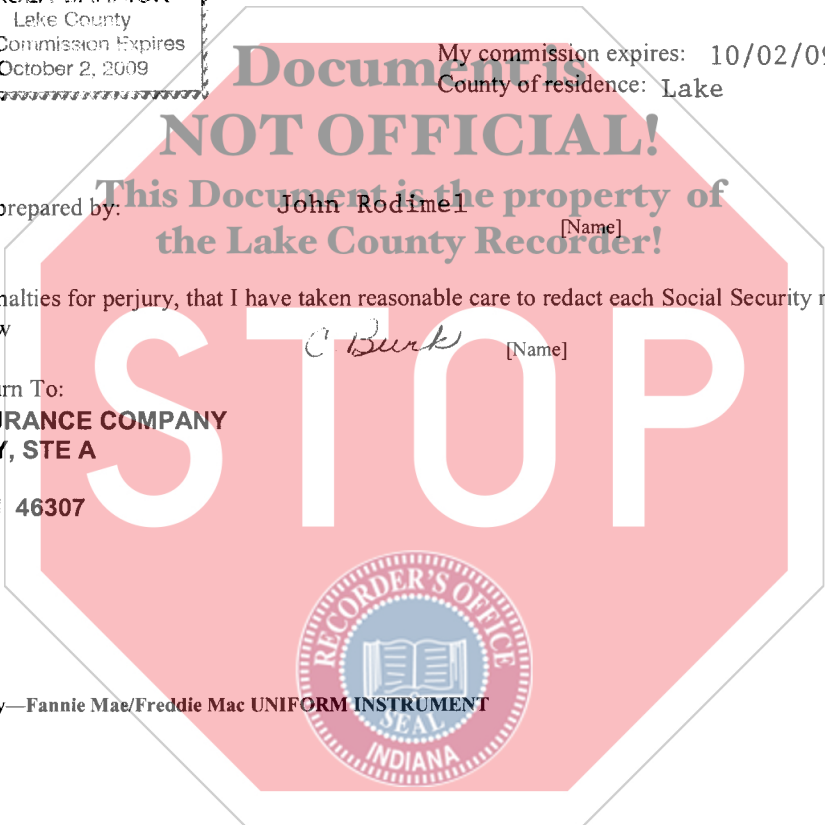 Lake County
Commission Expires
October 2, 2009
My commission expires: 10/02/09
County of residence: Lake
Document is
NOT OFFICIAL!
This Document is the property of
the Lake County Recorder!
prepared by: John Rodimel
[Name]
nalties for perjury, that I have taken reasonable care to redact each Social Security
w
C Burk [Name]
rn To:
URANCE COMPANY
Y, STE A
46307
STOP
RECORDER'S OFFICE
SEAL
INDIANA
y—Fannie Mae/Freddie Mac UNIFORM INSTRUMENT